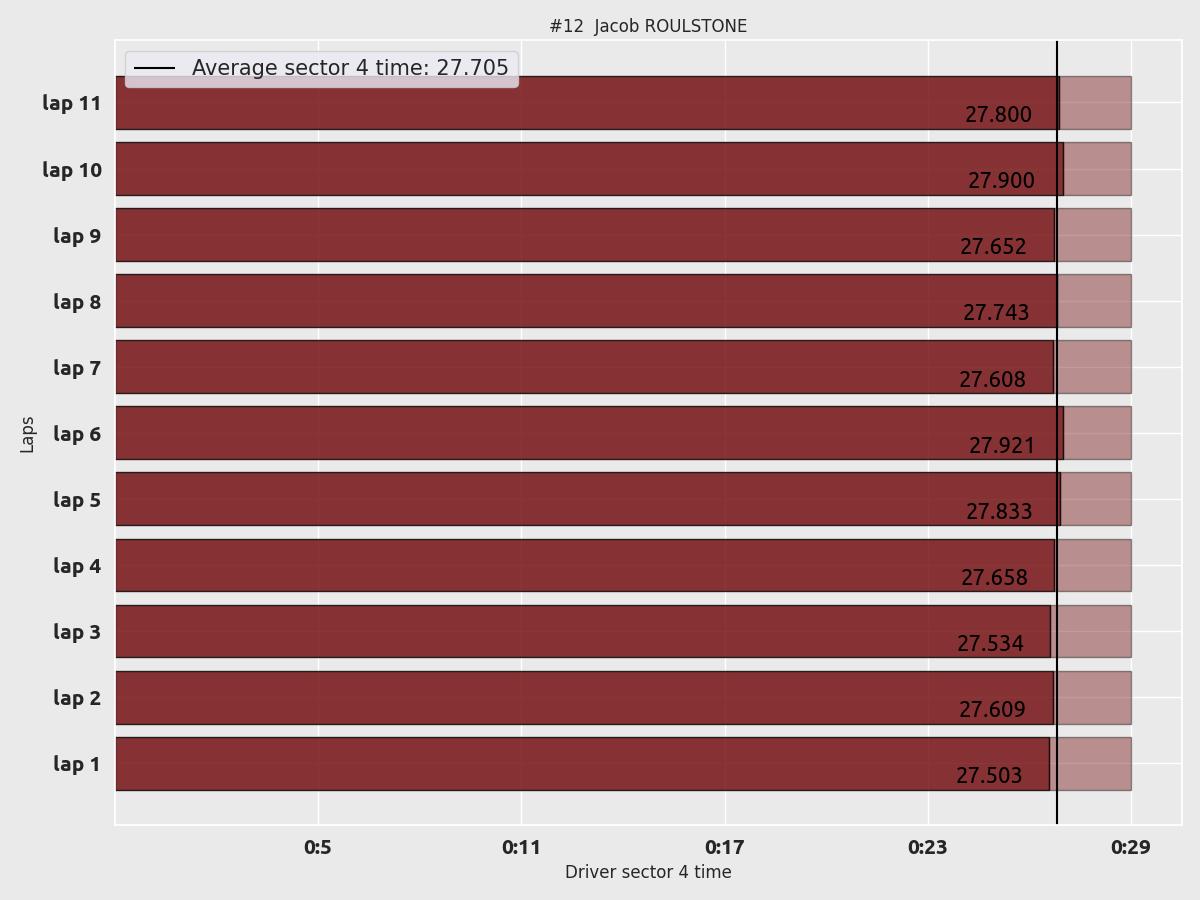 #12  Jacob ROULSTONE
Average sector 4 time: 27.705
lap 11
27.800
lap 10
27.900
lap 9
27.652
lap 8
27.743
lap 7
27.608
lap 6
27.921
lap 5
27.833
lap 4
27.658
lap 3
27.534
lap 2
27.609
lap 1
27.503
Laps
0:5 0:11 0:17 0:23 0:29
Driver sector 4 time